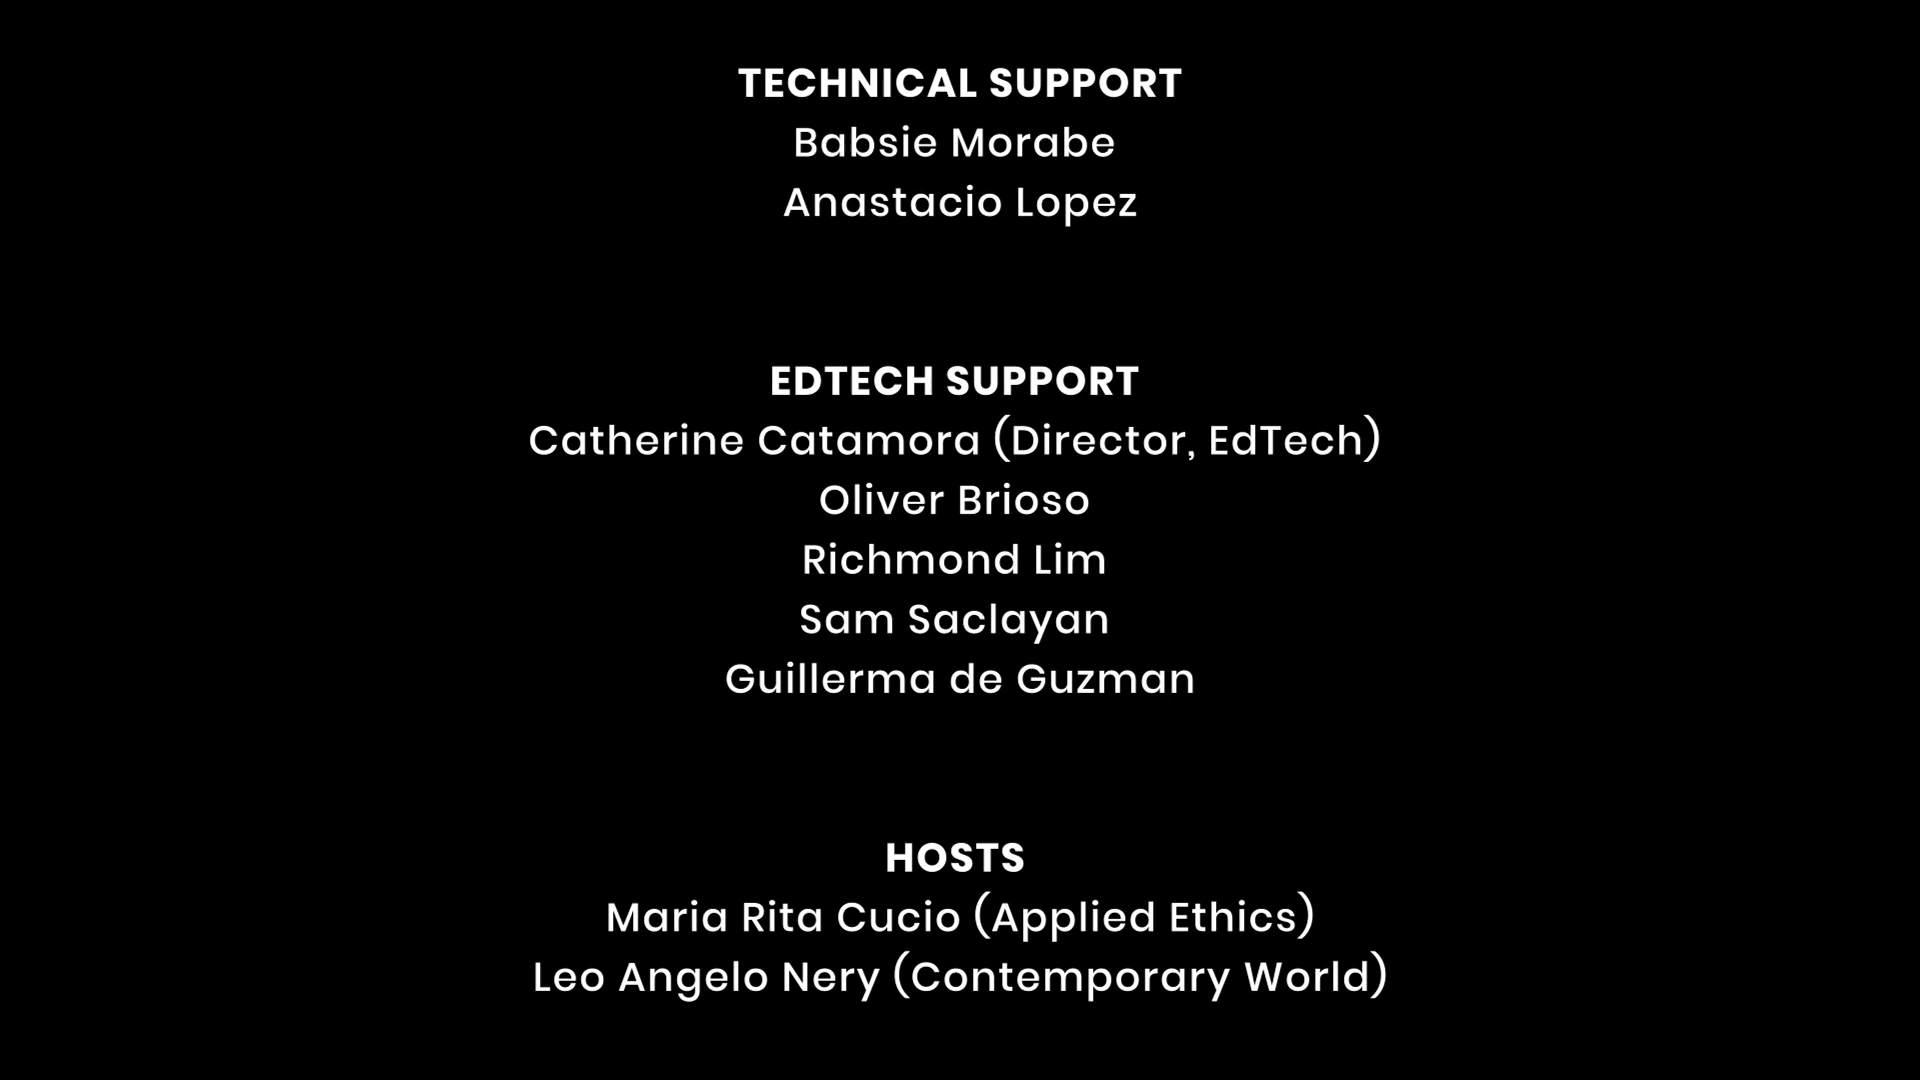 TECHNICAL SUPPORT
Babsie Morabe
Anastacio Lopez
EDTECH SUPPORT
Catherine Catamora (Director, EdTech)
Oliver Brioso
Richmond Lim
Sam Saclayan
Guillerma de Guzman
HOSTS
Maria Rita Cucio (Applied Ethics)
Leo Angelo Nery (Contemporary World)